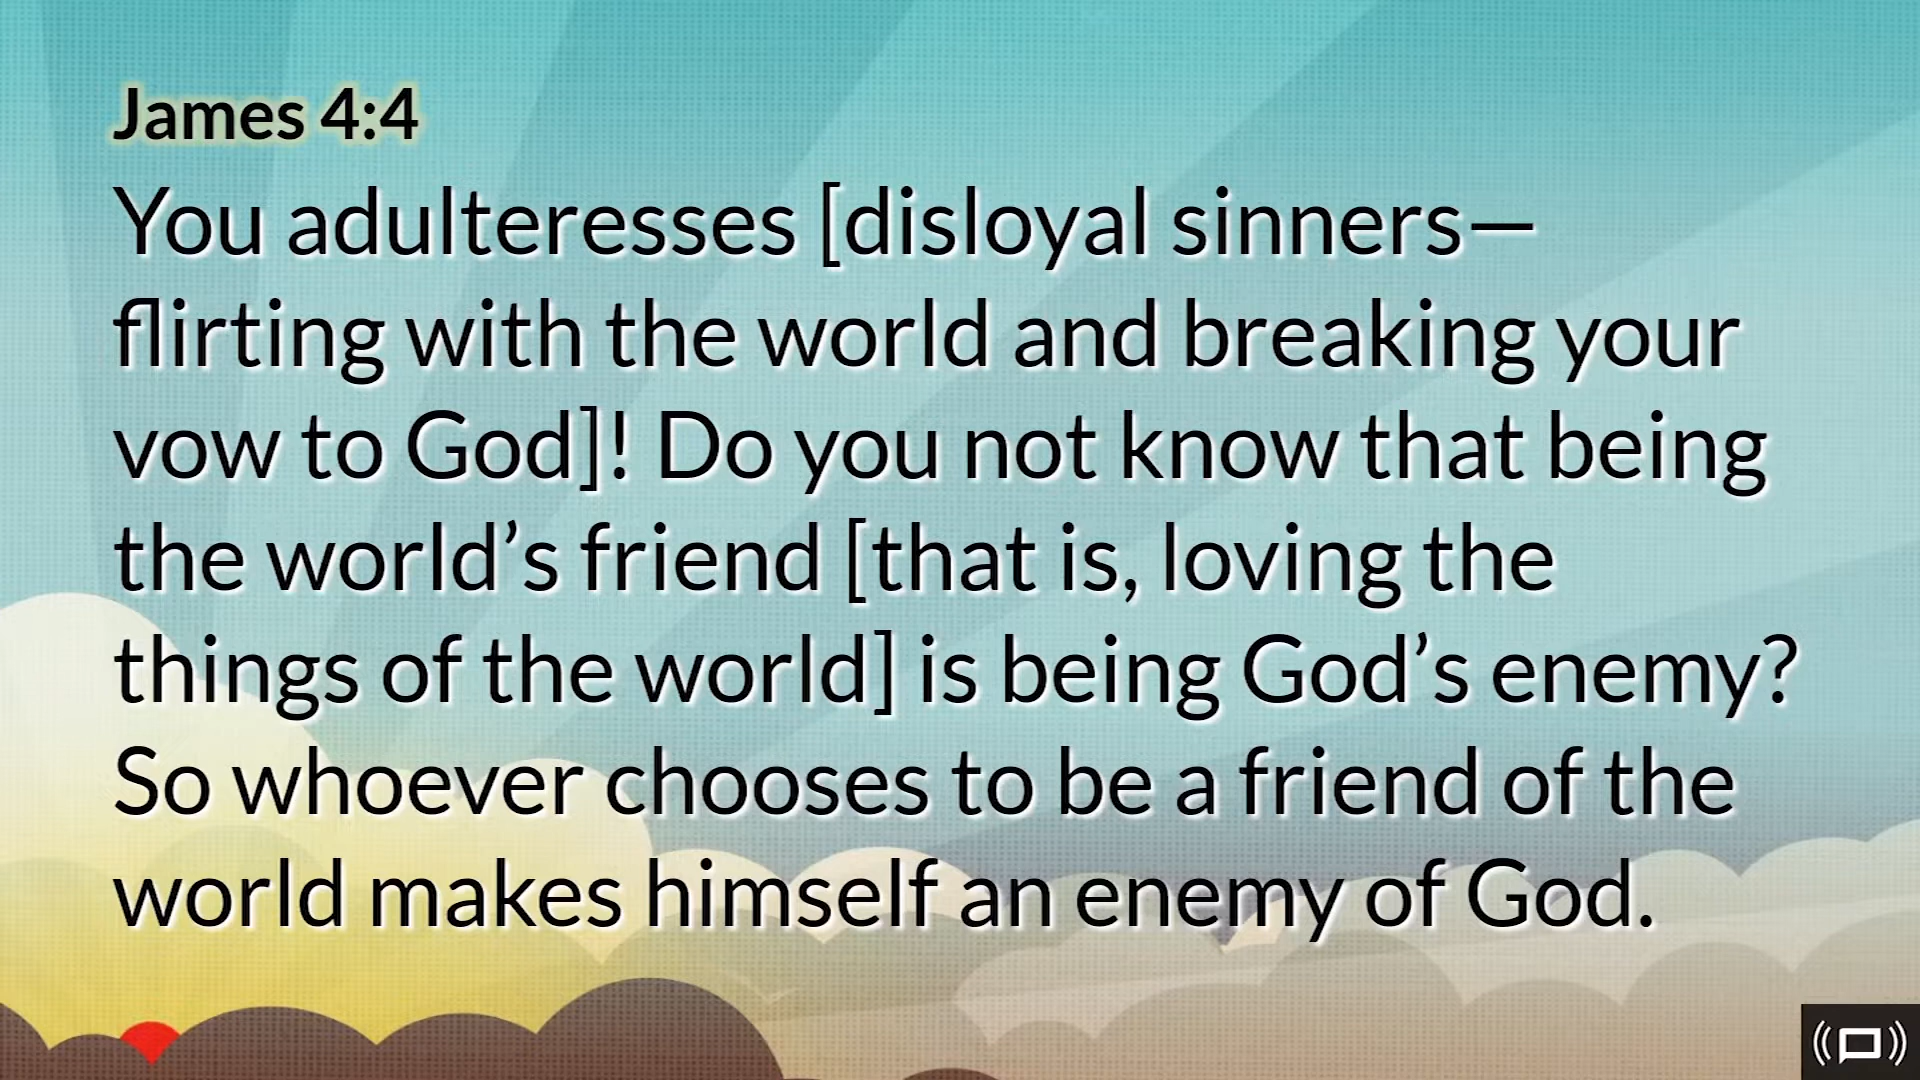 James 4:4
You adulteresses [disloyal sinners—
flirting with the world and breaking your
vow to God]! Do you not know that being
the world’s friend [that is, loving the
things of the world] is being God’s enemy?
So whoever chooses to be a friend of the
world makes himself an enemy of God.